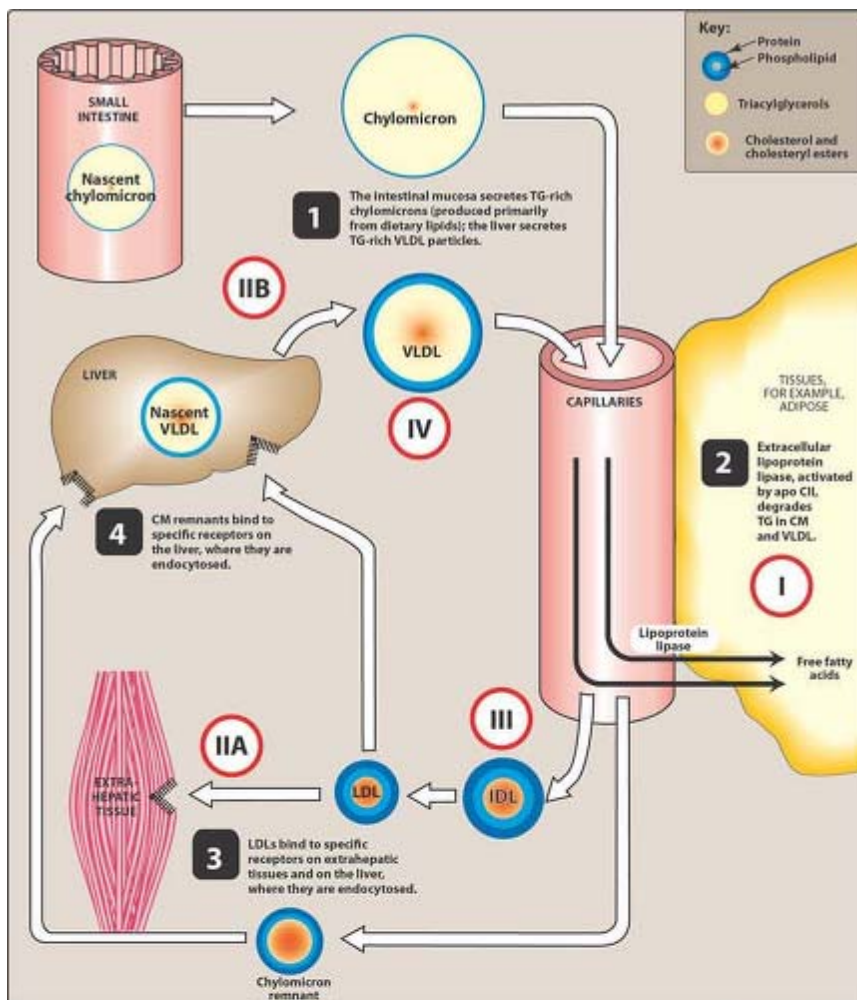 Key:
Protein
Phospholipid
Triacylglycerols
Cholesterol and
cholesteryl esters
SMALL
INTESTINE
Nascent
chylomicron
Chylomicron
1
The intestinal mucosa secretes TG-rich
chylomicrons (produced primarily
from dietary lipids); the liver secretes
TG-rich VLDL particles.
IIB
VLDL
IV
LIVER
Nascent
VLDL
CAPILLARIES
TISSUES,
FOR EXAMPLE,
ADIPOSE
2
Extracellular
lipoprotein
lipase, activated
by apo CII,
degrades
TG in CM
and VLDL.
I
4
CM remnants bind to
specific receptors on
the liver, where they are
endocytosed.
Lipoprotein
lipase
Free fatty
acids
III
IIA
EXTRA-
HEPATIC
TISSUE
LDL
IDL
3
LDLs bind to specific
receptors on extrahepatic
tissues and on the liver,
where they are endocytosed.
Chylomicron
remnant